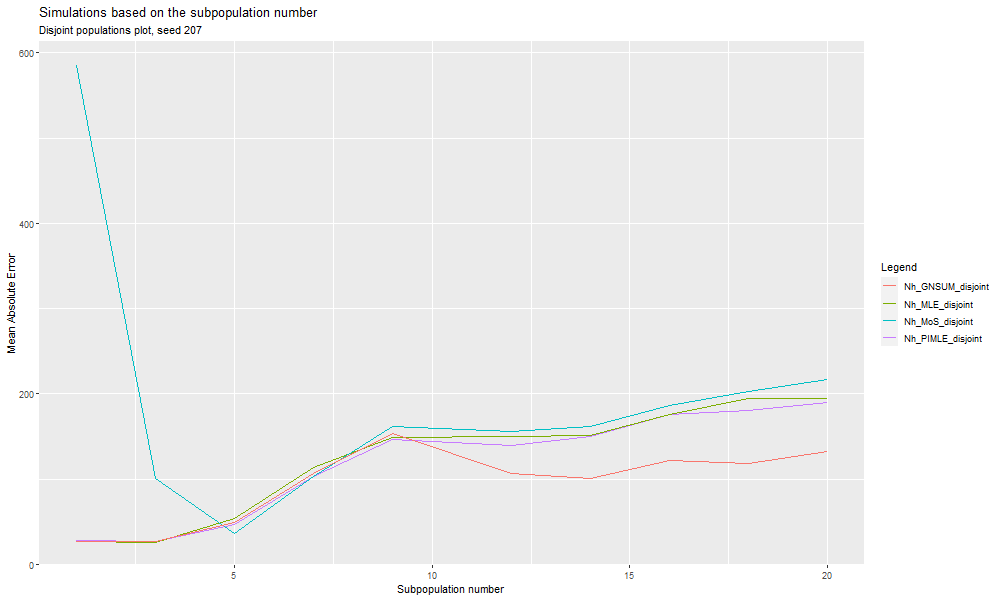 Simulations based on the subpopulation number
Disjoint populations plot, seed 207
600
400
200
0
Mean Absolute Error
5
10
15
20
Subpopulation number
Legend
Nh_GNSUM_disjoint
Nh_MLE_disjoint
Nh_MoS_disjoint
Nh_PIMLE_disjoint